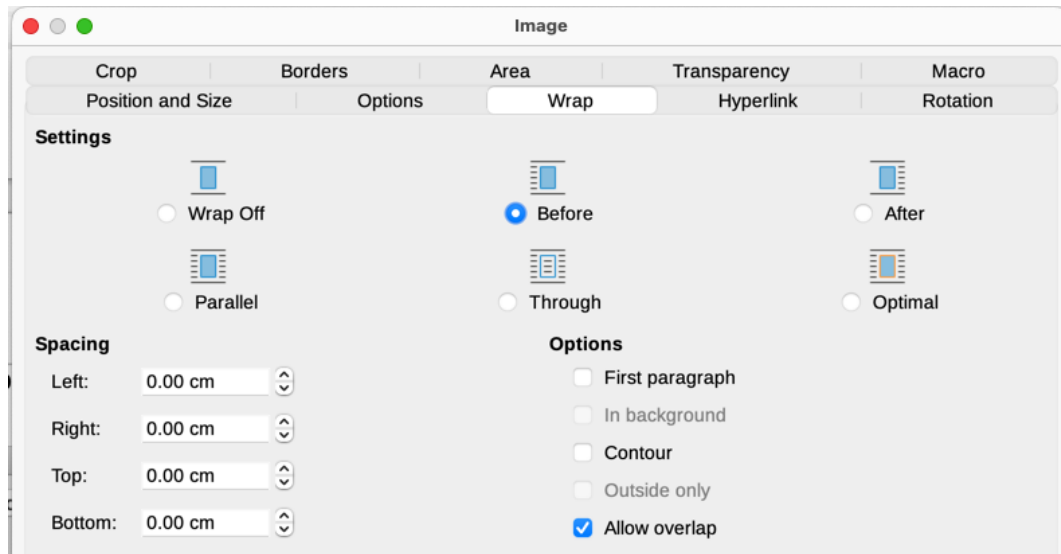 Image
Crop Borders Area Transparency Macro
Position and Size Options Wrap Hyperlink Rotation
Settings
Wrap Off Before After
Parallel Through Optimal
Spacing Options
Left: 0.00 cm First paragraph
In background
Right: 0.00 cm
Contour
Top: 0.00 cm
Outside only
Bottom: 0.00 cm Allow overlap